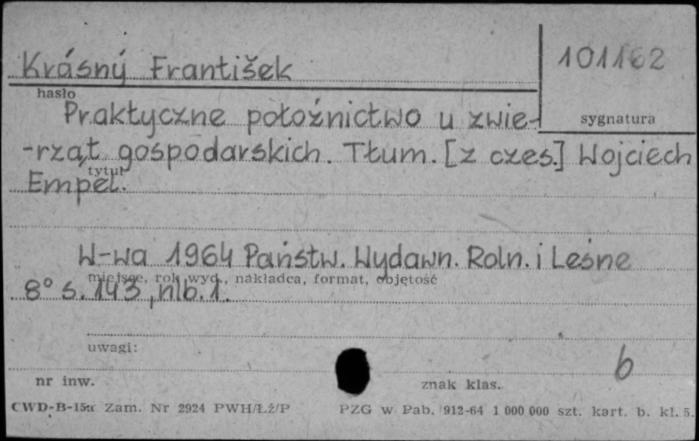 Krásný František
101162
hasło
Praktyczne położnictwo u zwie-
sygnatura
-rząt gospodarskich. Tłum. [z czes.] Wojciech
tytuł
Empel.
W-wa 1964 Państw. Wydawn. Roln. i Leśne
miejsce, rok wyd., nakładca, format, objętość
8° s. 143, nlb. 1.
uwagi:
b
nr inw.
znak klas.
CWD-B-15tr Zam. Nr 2924 PWH/Łź/P PZG w Pab. 912-64 1 000 000 szt. kart. b. kl. 5.